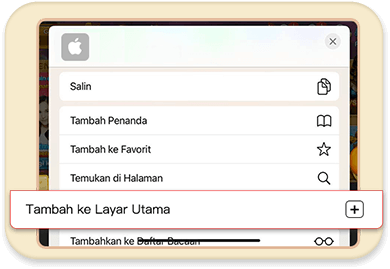 Salin
Tambah Penanda
Tambah ke Favorit
Temukan di Halaman
Tambah ke Layar Utama
Tambahkan ke Daftar Bacaan